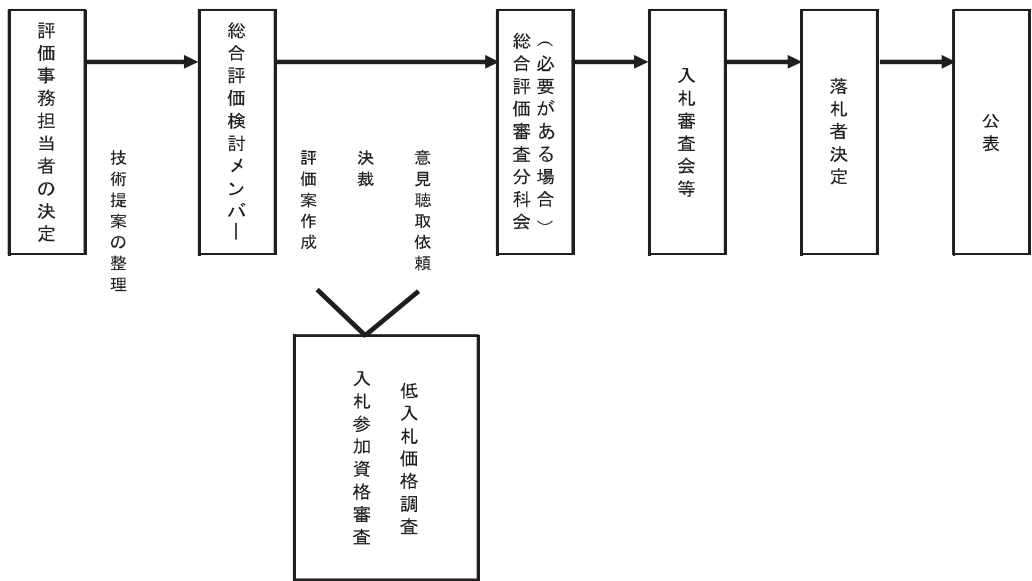 評価事務担当者の決定
技術提案の整理
総合評価検討メンバー
評価案作成
決裁
意見聴取依頼
（必要がある場合）
総合評価審査分科会
入札審査会等
落札者決定
公表
低入札価格調査
入札参加資格審査